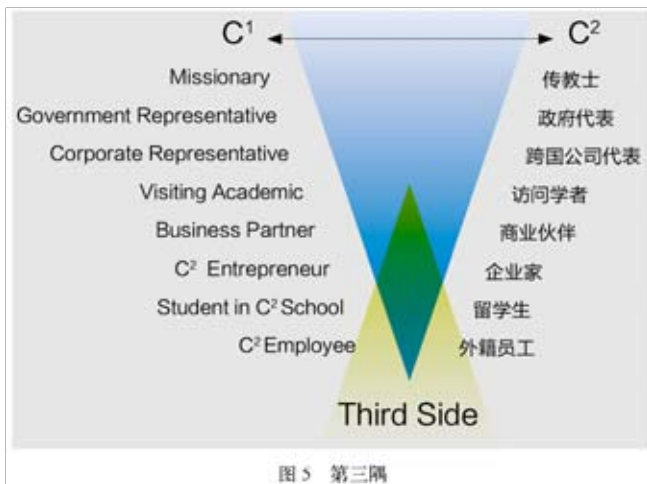 C¹ C²
Missionary 传教士
Government Representative 政府代表
Corporate Representative 跨国公司代表
Visiting Academic 访问学者
Business Partner 商业伙伴
C² Entrepreneur 企业家
Student in C² School 留学生
C² Employee 外籍员工
Third Side
图 5 第三隅